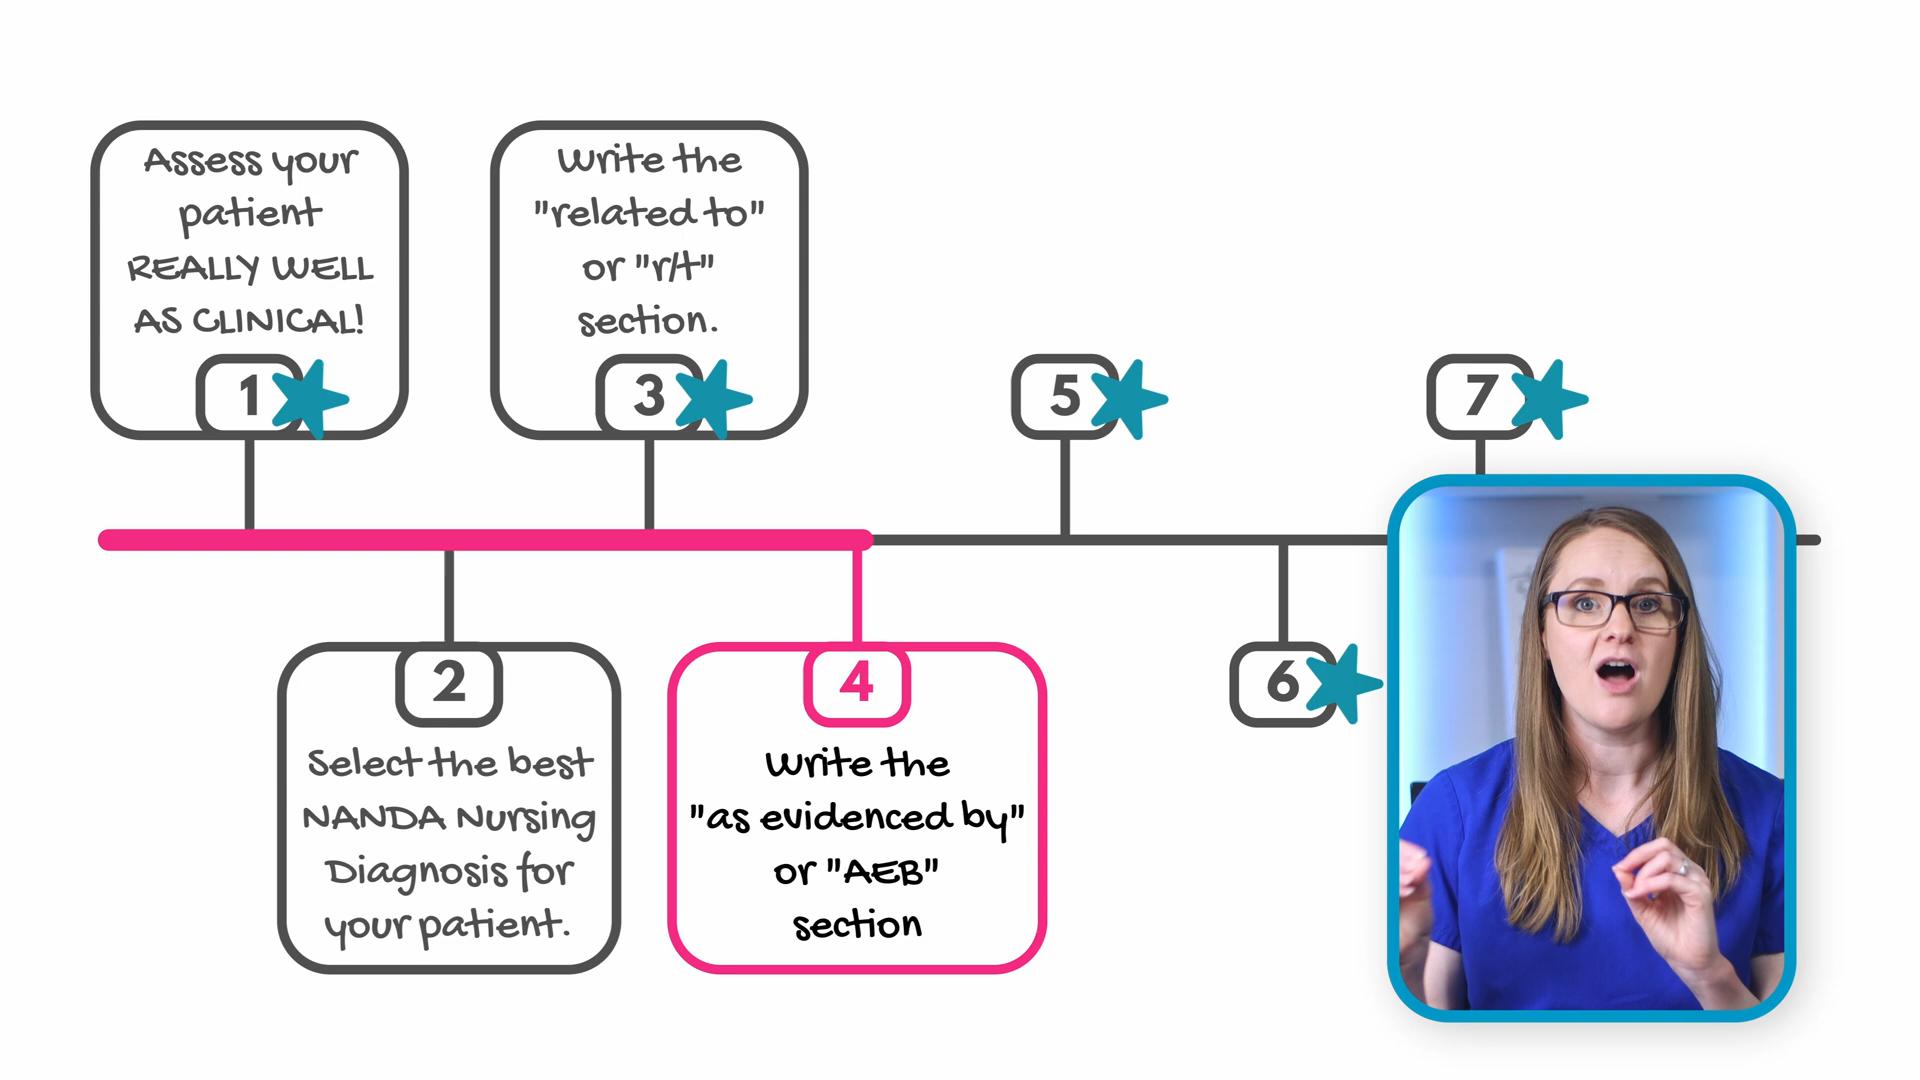 Assess your
patient
REALLY WELL
AS CLINICAL!
1
2
Select the best
NANDA Nursing
Diagnosis for
your patient.
Write the
"related to"
or "r/t"
section.
3
4
Write the
"as evidenced by"
or "AEB"
section
5
6
7